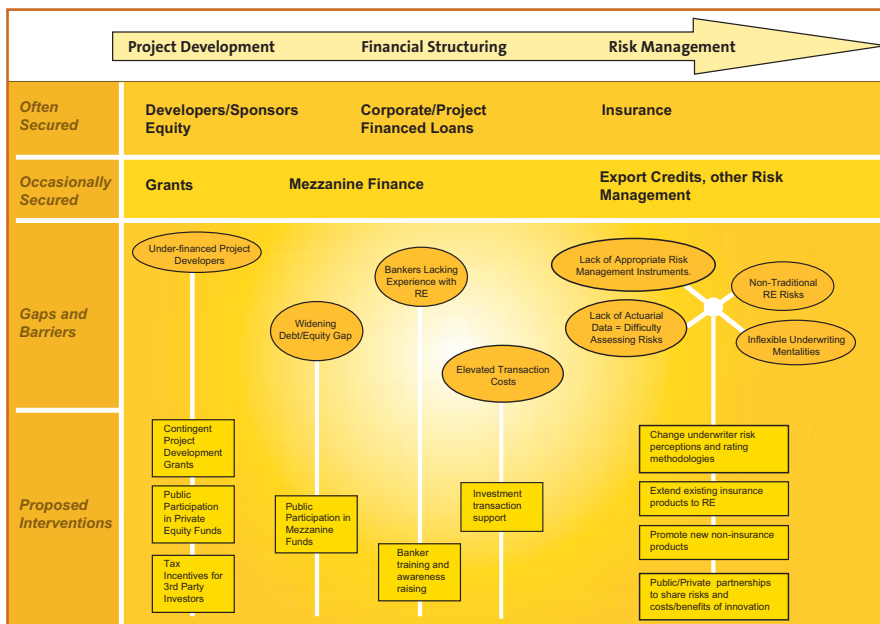 Project Development
Financial Structuring
Risk Management
Often
Secured
Developers/Sponsors
Equity
Corporate/Project
Financed Loans
Insurance
Occasionally
Secured
Grants
Mezzanine Finance
Export Credits, other Risk
Management
Gaps and
Barriers
Under-financed Project
Developers
Widening
Debt/Equity Gap
Bankers Lacking
Experience with
RE
Elevated Transaction
Costs
Lack of Appropriate Risk
Management Instruments.
Non-Traditional
RE Risks
Lack of Actuarial
Data = Difficulty
Assessing Risks
Inflexible Underwriting
Mentalities
Proposed
Interventions
Contingent
Project
Development
Grants
Public
Participation
in Private
Equity Funds
Tax
Incentives for
3rd Party
Investors
Public
Participation in
Mezzanine
Funds
Banker
training and
awareness
raising
Investment
transaction
support
Change underwriter risk
perceptions and rating
methodologies
Extend existing insurance
products to RE
Promote new non-insurance
products
Public/Private partnerships
to share risks and
costs/benefits of innovation